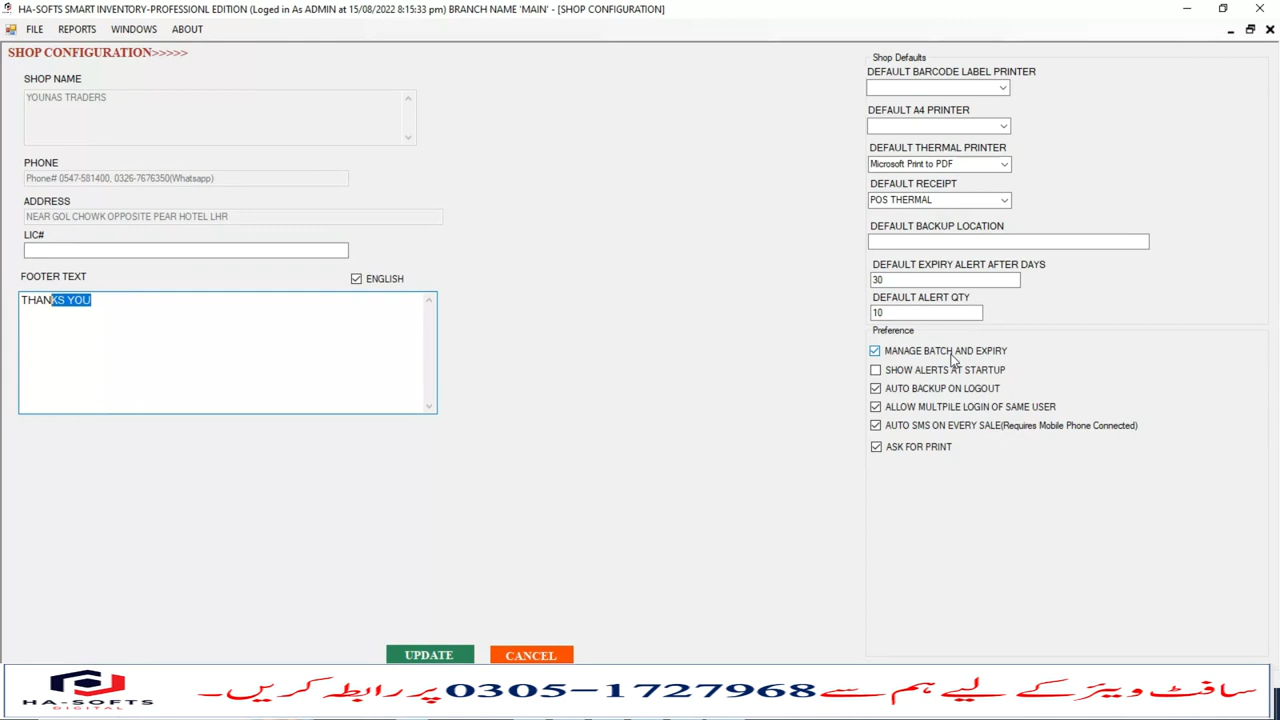 HA-SOFTS SMART INVENTORY-PROFESSIONL EDITION (Loged in As ADMIN at 15/08/2022 8:15:33 pm) BRANCH NAME 'MAIN' - [SHOP CONFIGURATION]
FILE REPORTS WINDOWS ABOUT
SHOP CONFIGURATION>>>>>
SHOP NAME
YOUNAS TRADERS
PHONE
Phone# 0547-581400, 0326-7676350(Whatsapp)
ADDRESS
NEAR GOL CHOWK OPPOSITE PEAR HOTEL LHR
LIC#
FOOTER TEXT
ENGLISH
THANKS YOU
Shop Defaults
DEFAULT BARCODE LABEL PRINTER
DEFAULT A4 PRINTER
DEFAULT THERMAL PRINTER
Microsoft Print to PDF
DEFAULT RECEIPT
POS THERMAL
DEFAULT BACKUP LOCATION
DEFAULT EXPIRY ALERT AFTER DAYS
30
DEFAULT ALERT QTY
10
Preference
MANAGE BATCH AND EXPIRY
SHOW ALERTS AT STARTUP
AUTO BACKUP ON LOGOUT
ALLOW MULTPILE LOGIN OF SAME USER
AUTO SMS ON EVERY SALE(Requires Mobile Phone Connected)
ASK FOR PRINT
UPDATE CANCEL
HA-SOFTS
DIGITAL
سافٹ ویئر کے لیے ہم سے 0305-1727968 پر رابطہ کریں۔